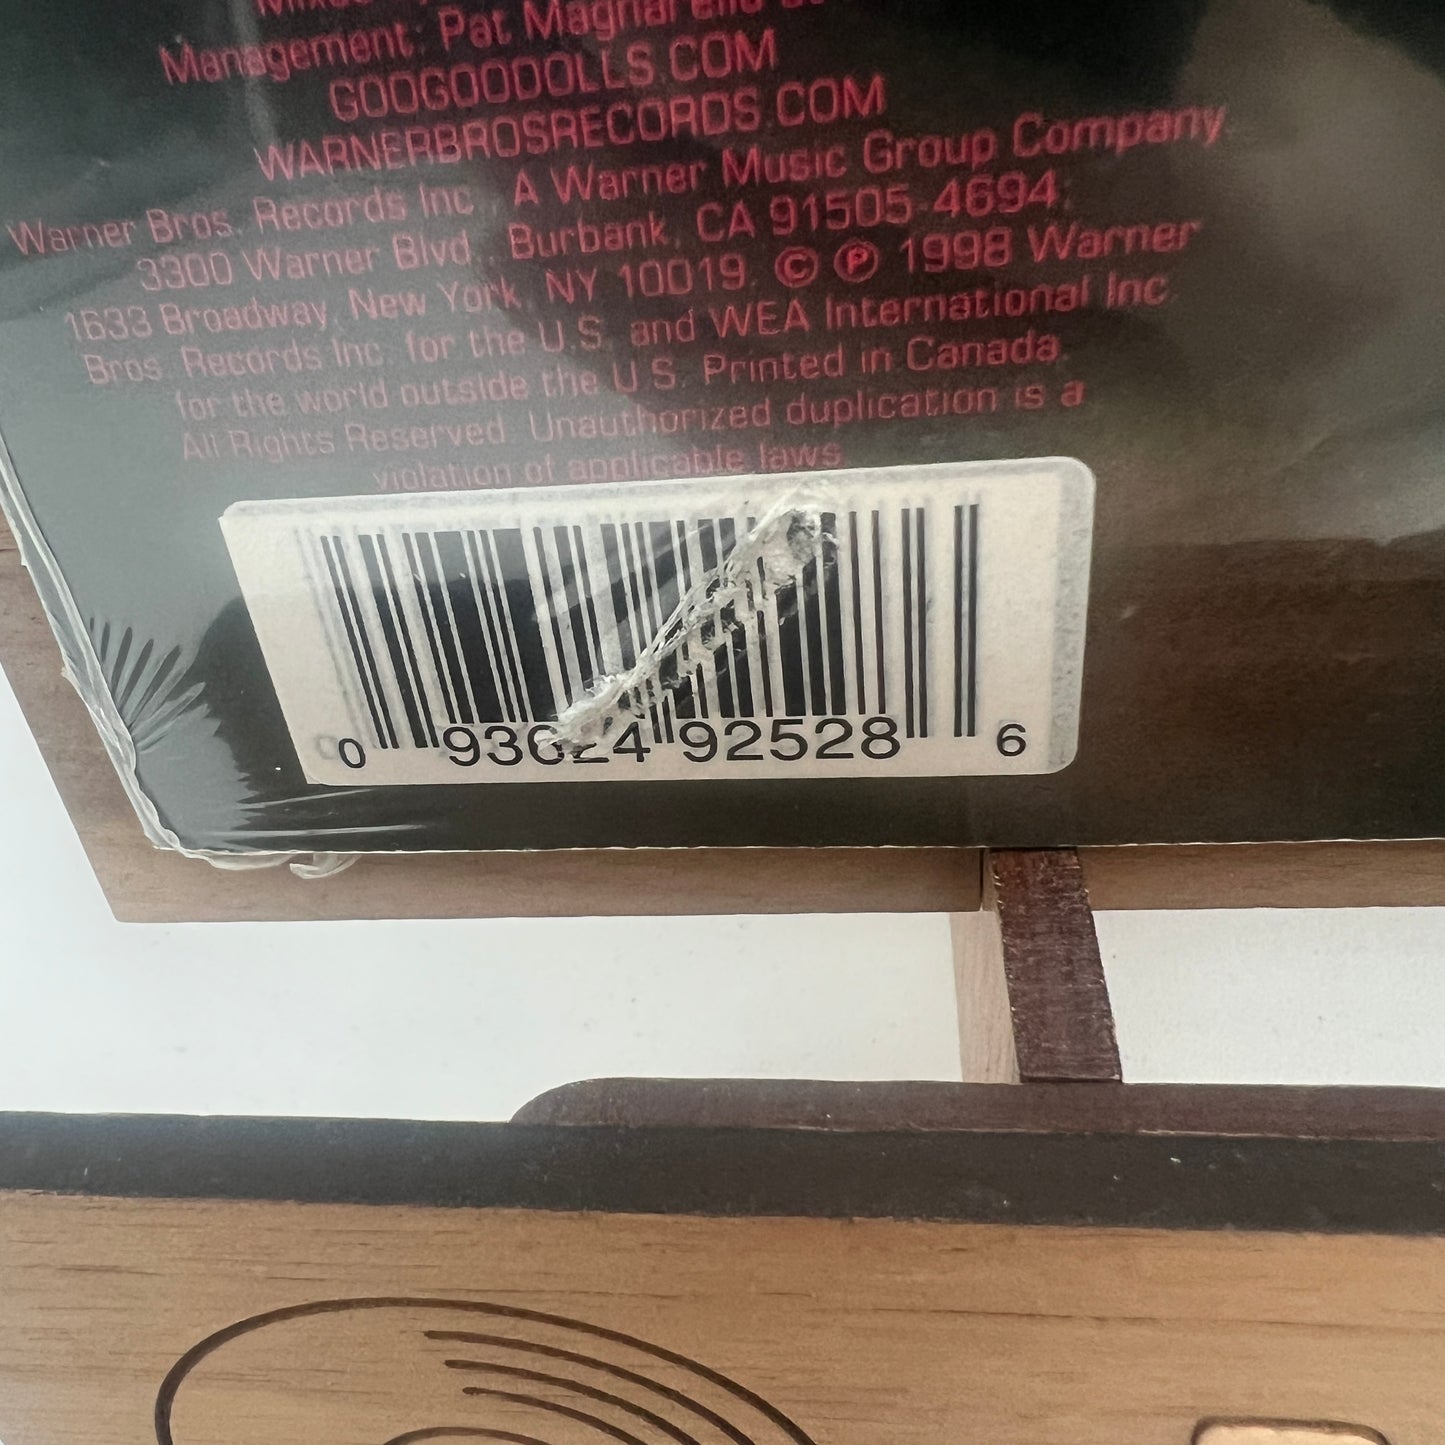 Management: Pat Magnarello
GOOGOODOLLS.COM
WARNERBROSRECORDS.COM
Warner Bros. Records Inc. A Warner Music Group Company
3300 Warner Blvd., Burbank, CA 91505-4694.
1633 Broadway, New York, NY 10019. © ℗ 1998 Warner
Bros. Records Inc. for the U.S. and WEA International Inc.
for the world outside the U.S. Printed in Canada.
All Rights Reserved. Unauthorized duplication is a
violation of applicable laws.
0 93624 92528 6